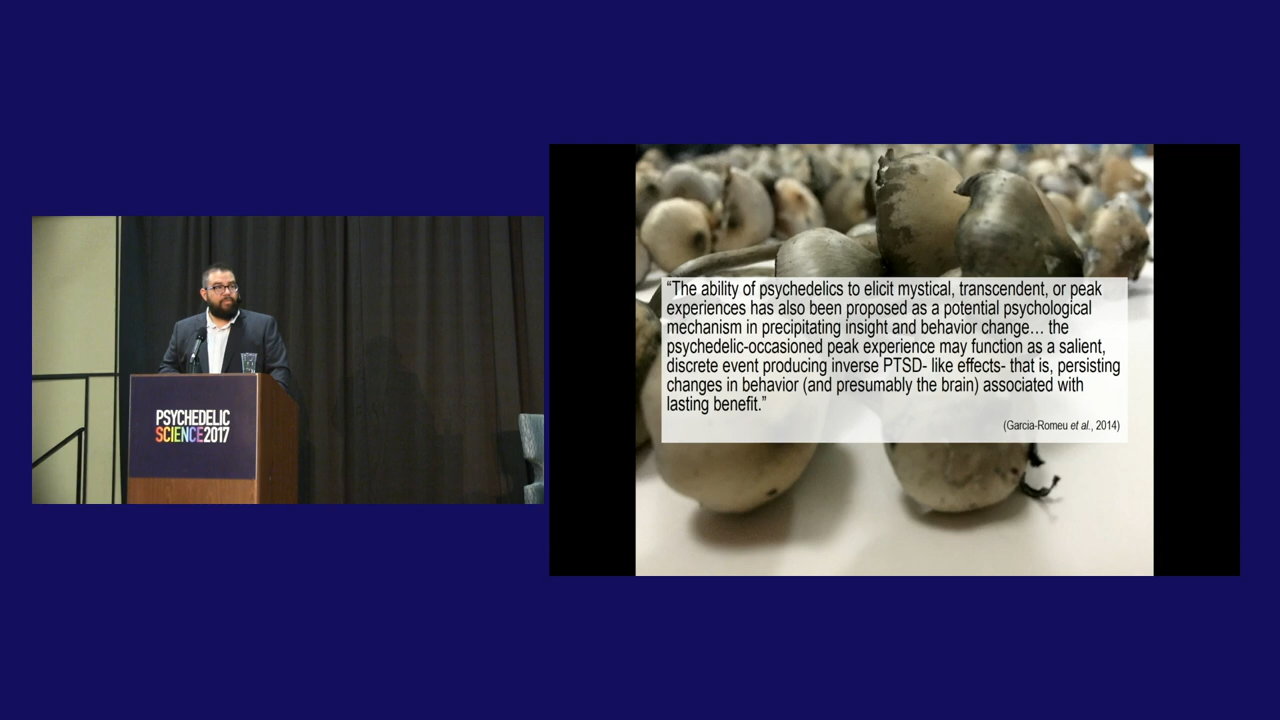 PSYCHEDELIC
SCIENCE2017
“The ability of psychedelics to elicit mystical, transcendent, or peak
experiences has also been proposed as a potential psychological
mechanism in precipitating insight and behavior change… the
psychedelic-occasioned peak experience may function as a salient,
discrete event producing inverse PTSD- like effects- that is, persisting
changes in behavior (and presumably the brain) associated with
lasting benefit.”
(Garcia-Romeu et al., 2014)